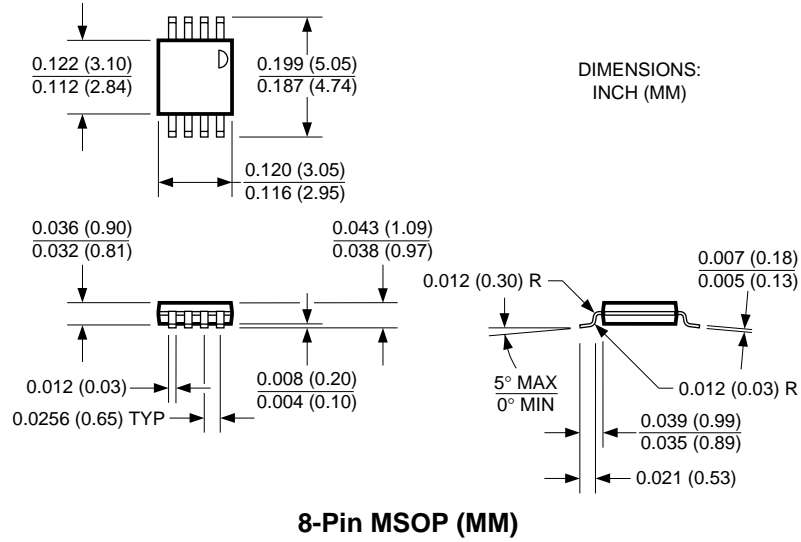 0.122 (3.10)
0.112 (2.84)
0.199 (5.05)
0.187 (4.74)
DIMENSIONS:
INCH (MM)
0.120 (3.05)
0.116 (2.95)
0.036 (0.90)
0.032 (0.81)
0.043 (1.09)
0.038 (0.97)
0.007 (0.18)
0.005 (0.13)
0.012 (0.30) R
0.012 (0.03)
0.008 (0.20)
0.004 (0.10)
5° MAX
0° MIN
0.012 (0.03) R
0.0256 (0.65) TYP
0.039 (0.99)
0.035 (0.89)
0.021 (0.53)
8-Pin MSOP (MM)